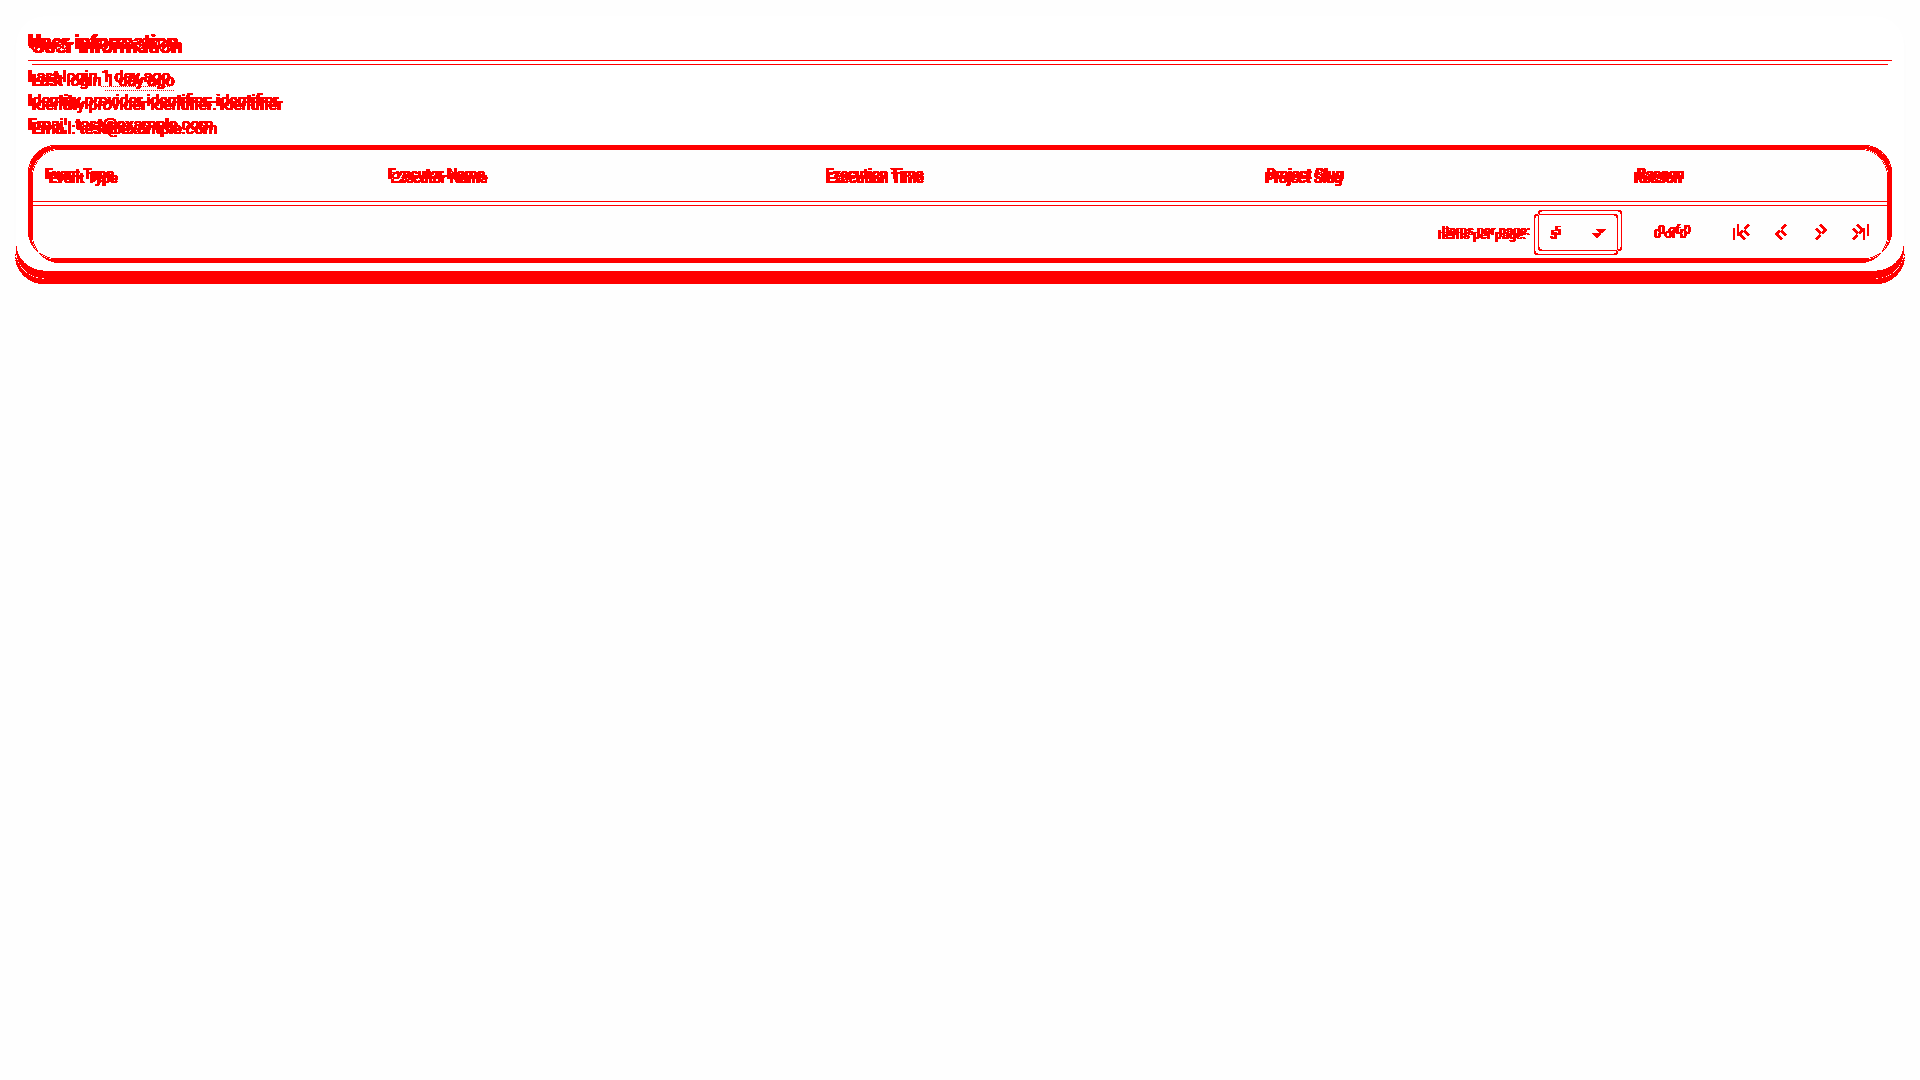 User information
Last login 1 day ago
Identity provider identifier: identifier
Email: test@example.com
Event Type Executor Name Execution Time Project Slug Reason
Items per page: 5 0 of 0